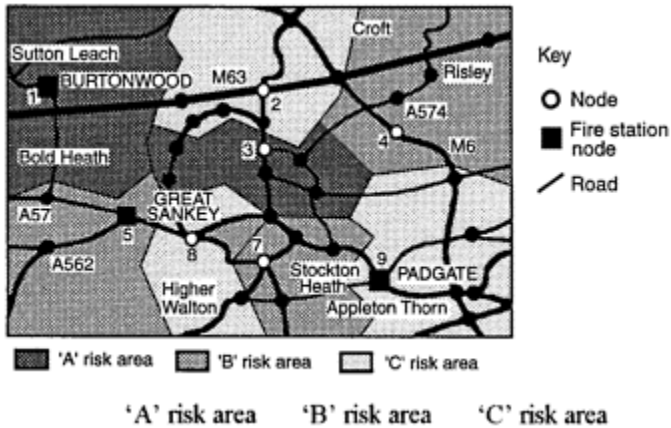 Croft
Sutton Leach
BURTONWOOD
M63
Risley
1
2
A574
3
4
M6
Bold Heath
A57
GREAT
SANKEY
5
8
7
9
A562
Stockton
Heath
PADGATE
Higher
Walton
Appleton Thorn
Key
Node
Fire station
node
Road
'A' risk area 'B' risk area 'C' risk area
‘A’ risk area ‘B’ risk area ‘C’ risk area